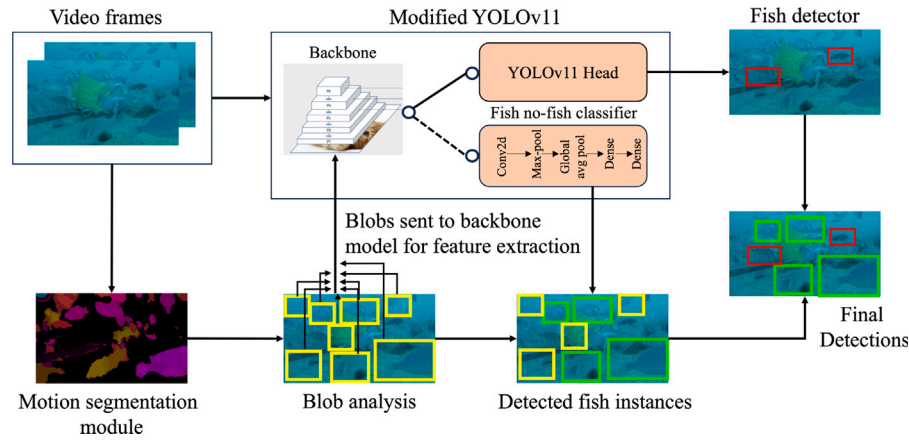 Video frames
Modified YOLOv11
Fish detector
Backbone
YOLOv11 Head
Fish no-fish classifier
Conv2d
Max-pool
Global
avg pool
Dense
Dense
Blobs sent to backbone
model for feature extraction
Final
Detections
Motion segmentation
module
Blob analysis
Detected fish instances